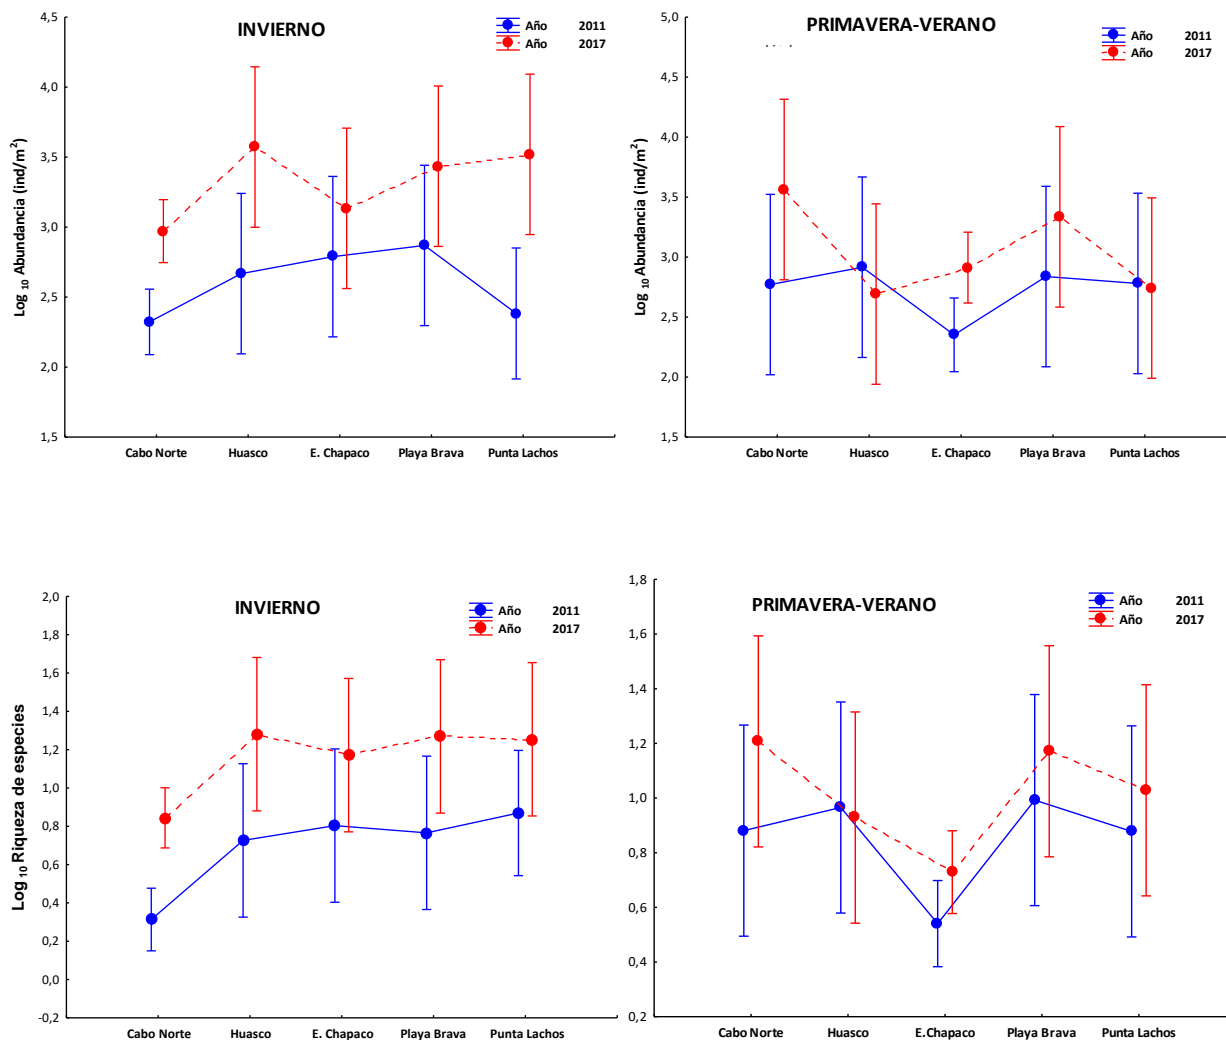 INVIERNO
Año 2011
Año 2017
Log 10 Abundancia (ind/m²)
4,5
4,0
3,5
3,0
2,5
2,0
1,5
Cabo Norte Huasco E. Chapaco Playa Brava Punta Lachos
PRIMAVERA-VERANO
Año 2011
Año 2017
Log 10 Abundancia (ind/m²)
5,0
4,5
4,0
3,5
3,0
2,5
2,0
1,5
Cabo Norte Huasco E. Chapaco Playa Brava Punta Lachos
INVIERNO
Año 2011
Año 2017
Log 10 Riqueza de especies
2,0
1,8
1,6
1,4
1,2
1,0
0,8
0,6
0,4
0,2
0,0
-0,2
Cabo Norte Huasco E. Chapaco Playa Brava Punta Lachos
PRIMAVERA-VERANO
Año 2011
Año 2017
1,8
1,6
1,4
1,2
1,0
0,8
0,6
0,4
0,2
Cabo Norte Huasco E.Chapaco Playa Brava Punta Lachos